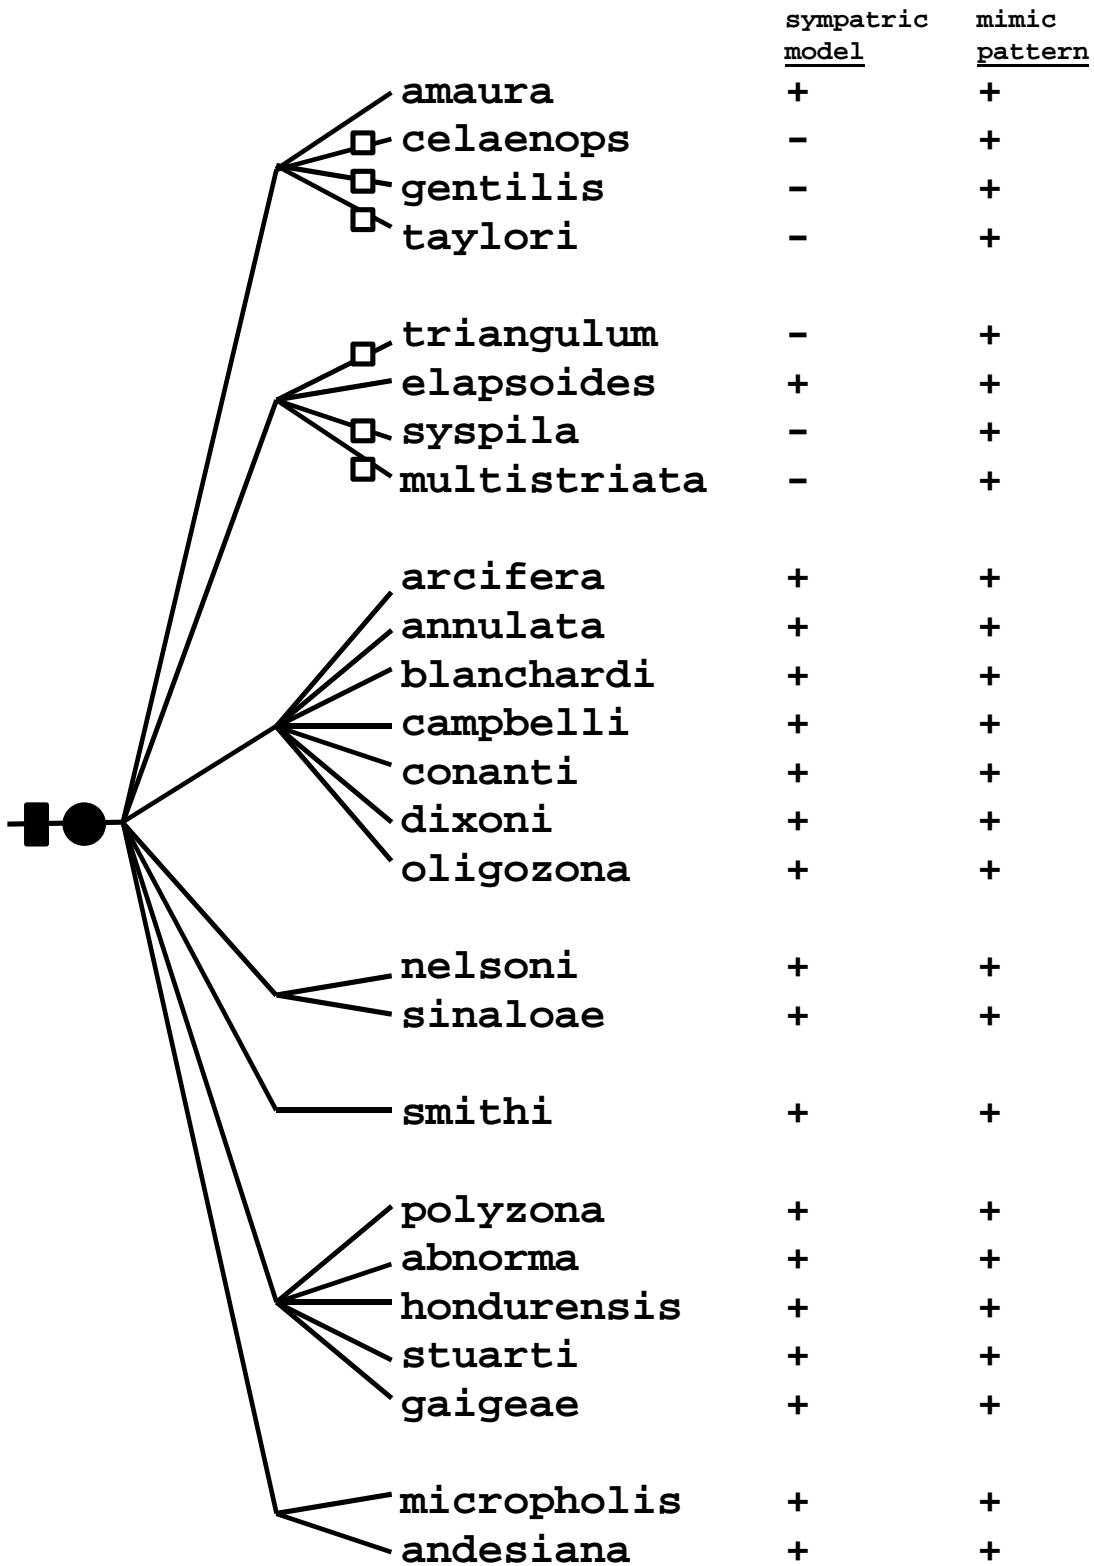 sympatric mimic
model pattern
amaura + +
celaenops - +
gentilis - +
taylori - +
triangulum - +
elapsoides + +
syspila - +
multistriata - +
arcifera + +
annulata + +
blanchardi + +
campbelli + +
conanti + +
dixoni + +
oligozona + +
nelsoni + +
sinaloae + +
smithi + +
polyzona + +
abnorma + +
hondurensis + +
stuarti + +
gaigeae + +
micropholis + +
andesiana + +